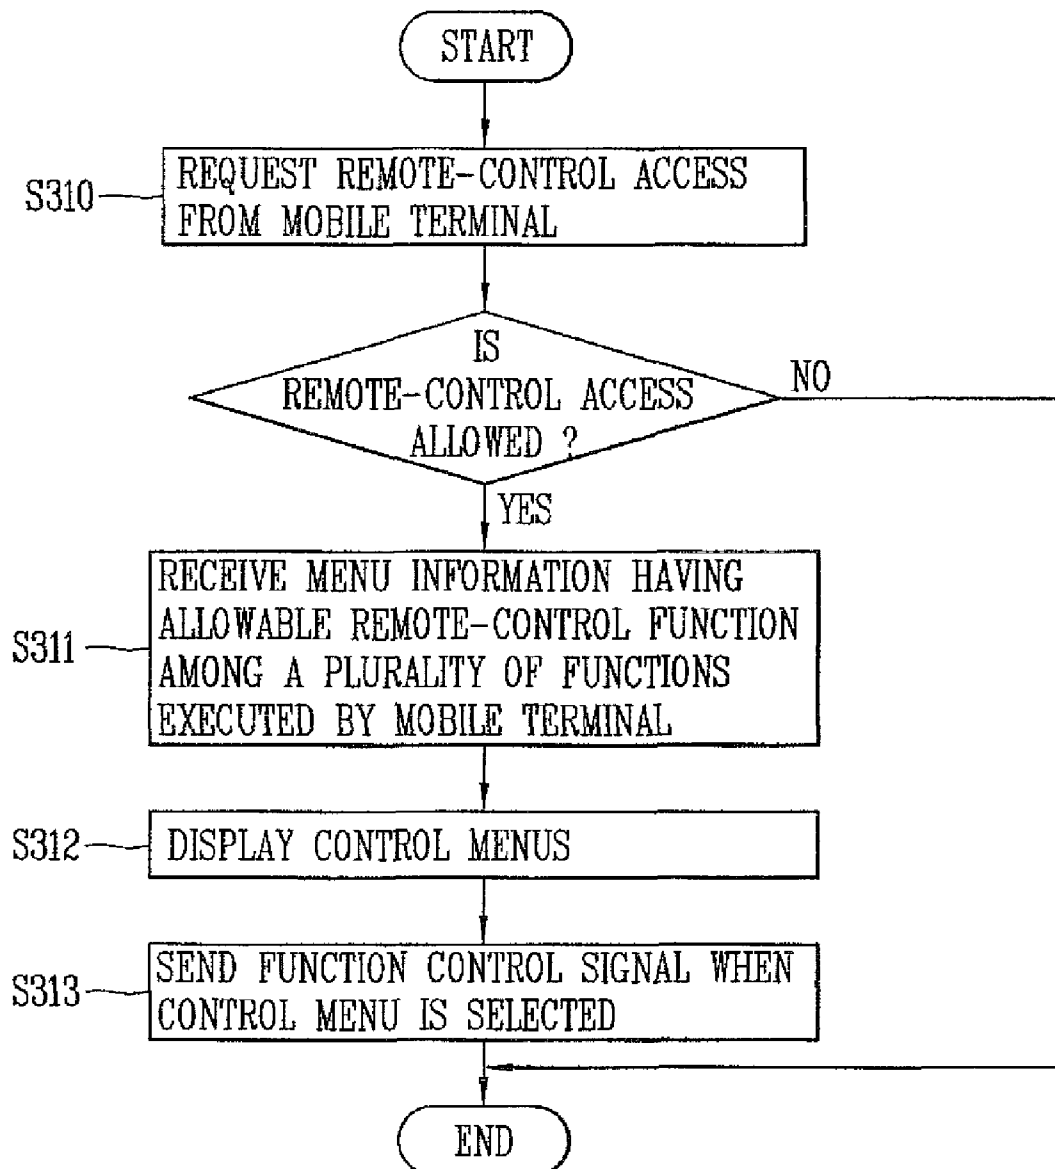 START
S310
REQUEST REMOTE-CONTROL ACCESS
FROM MOBILE TERMINAL
IS
REMOTE-CONTROL ACCESS
ALLOWED ?
NO
YES
S311
RECEIVE MENU INFORMATION HAVING
ALLOWABLE REMOTE-CONTROL FUNCTION
AMONG A PLURALITY OF FUNCTIONS
EXECUTED BY MOBILE TERMINAL
S312
DISPLAY CONTROL MENUS
S313
SEND FUNCTION CONTROL SIGNAL WHEN
CONTROL MENU IS SELECTED
END